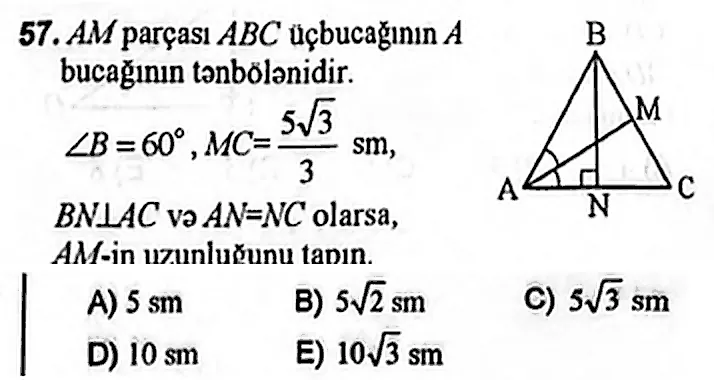 57. AM parçası ABC üçbucağının A
bucağının tənbölənidir.
∠B = 60°, MC= 5√3/3 sm,
BN⊥AC və AN=NC olarsa,
AM-in uzunluğunu tapın.
A) 5 sm B) 5√2 sm C) 5√3 sm
D) 10 sm E) 10√3 sm
B
M
A
N
C